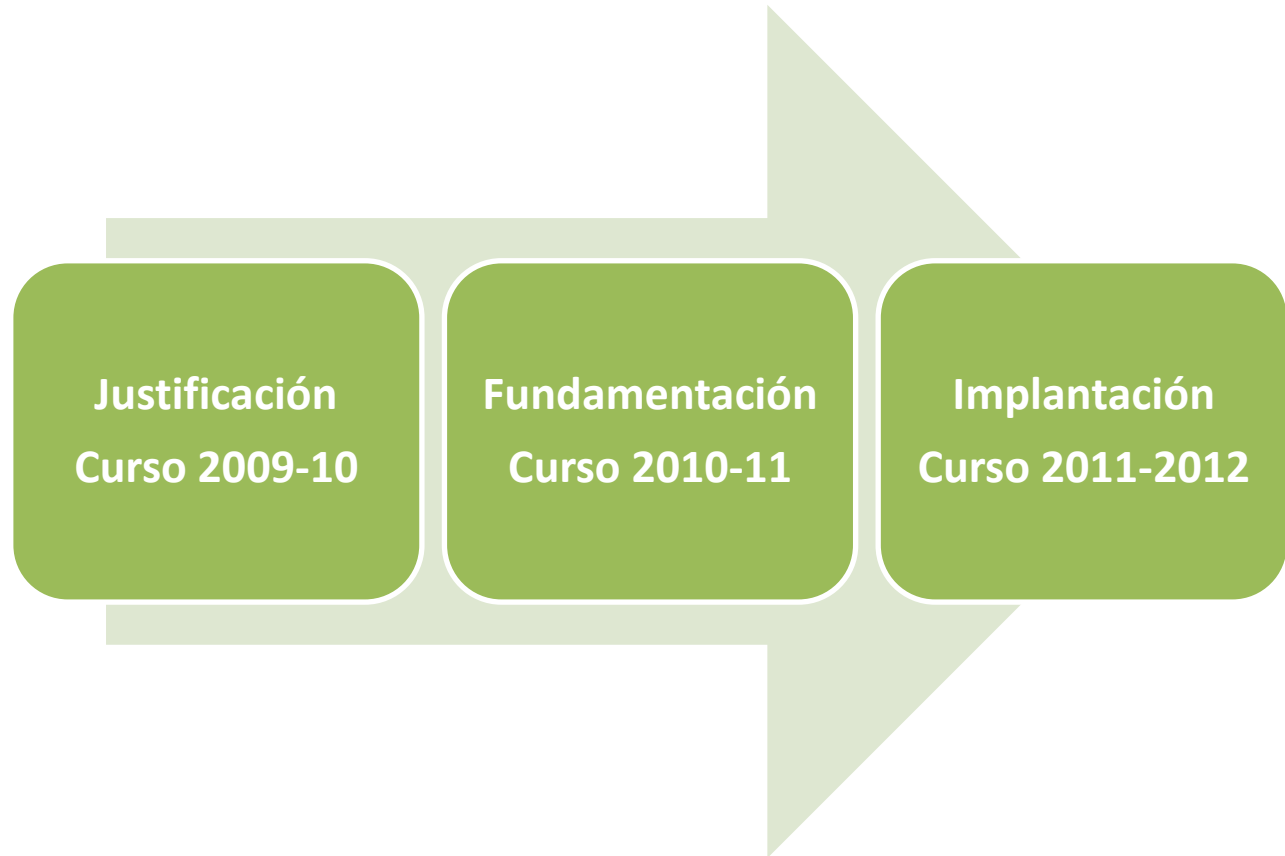 Justificación
Curso 2009-10
Fundamentación
Curso 2010-11
Implantación
Curso 2011-2012